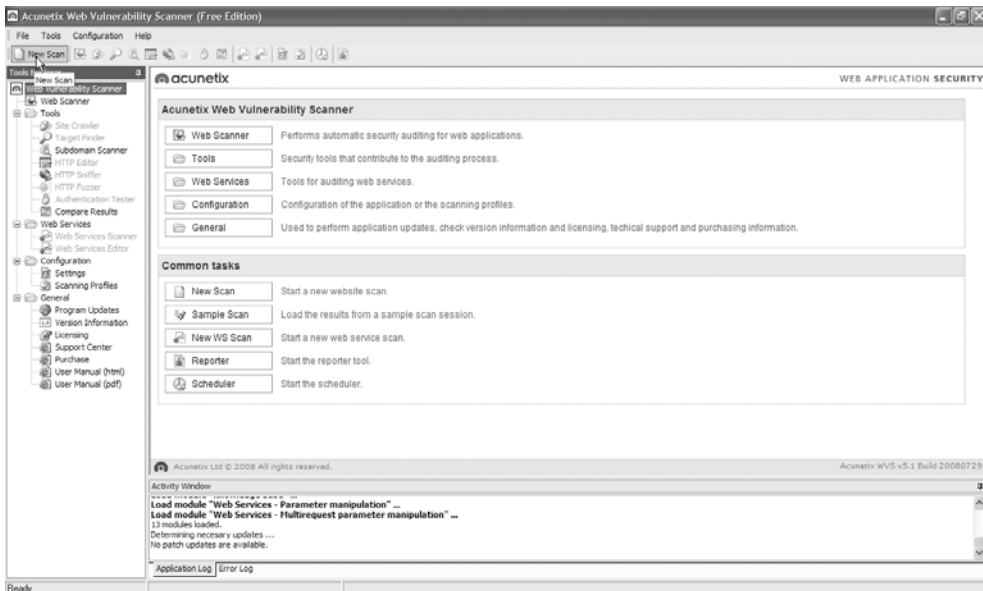 Acunetix Web Vulnerability Scanner (Free Edition)
File Tools Configuration Help
New Scan
Tools
New Scan
Web Vulnerability Scanner
Web Scanner
Tools
Site Crawler
Target Finder
Subdomain Scanner
HTTP Editor
HTTP Sniffer
HTTP Fuzzer
Authentication Tester
Compare Results
Web Services
Web Services Scanner
Web Services Editor
Configuration
Settings
Scanning Profiles
General
Program Updates
Version Information
Licensing
Support Center
Purchase
User Manual (html)
User Manual (pdf)
acunetix WEB APPLICATION SECURITY
Acunetix Web Vulnerability Scanner
Web Scanner Performs automatic security auditing for web applications.
Tools Security tools that contribute to the auditing process.
Web Services Tools for auditing web services.
Configuration Configuration of the application or the scanning profiles.
General Used to perform application updates, check version information and licensing, techical support and purchasing information.
Common tasks
New Scan Start a new website scan.
Sample Scan Load the results from a sample scan session.
New WS Scan Start a new web service scan.
Reporter Start the reporter tool.
Scheduler Start the scheduler.
Acunetix Ltd © 2008 All rights reserved. Acunetix WVS v5.1 Build 20080729
Activity Window
Load module "Web Services - Parameter manipulation" ...
Load module "Web Services - Multirequest parameter manipulation" ...
13 modules loaded.
Determining necesary updates ...
No patch updates are available.
Application Log Error Log
Ready